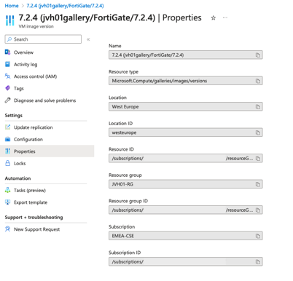 Home > 7.2.4 (jvh01gallery/FortiGate/7.2.4)
7.2.4 (jvh01gallery/FortiGate/7.2.4) | Properties
VM image version
Search
Overview
Activity log
Access control (IAM)
Tags
Diagnose and solve problems
Settings
Update replication
Configuration
Properties
Locks
Automation
Tasks (preview)
Export template
Support + troubleshooting
New Support Request
Name
7.2.4 (jvh01gallery/FortiGate/7.2.4)
Resource type
Microsoft.Compute/galleries/images/versions
Location
West Europe
Location ID
westeurope
Resource ID
/subscriptions/ /resourceG...
Resource group
JVH01-RG
Resource group ID
/subscriptions/ /resourceG...
Subscription
EMEA-CSE
Subscription ID
/subscriptions/